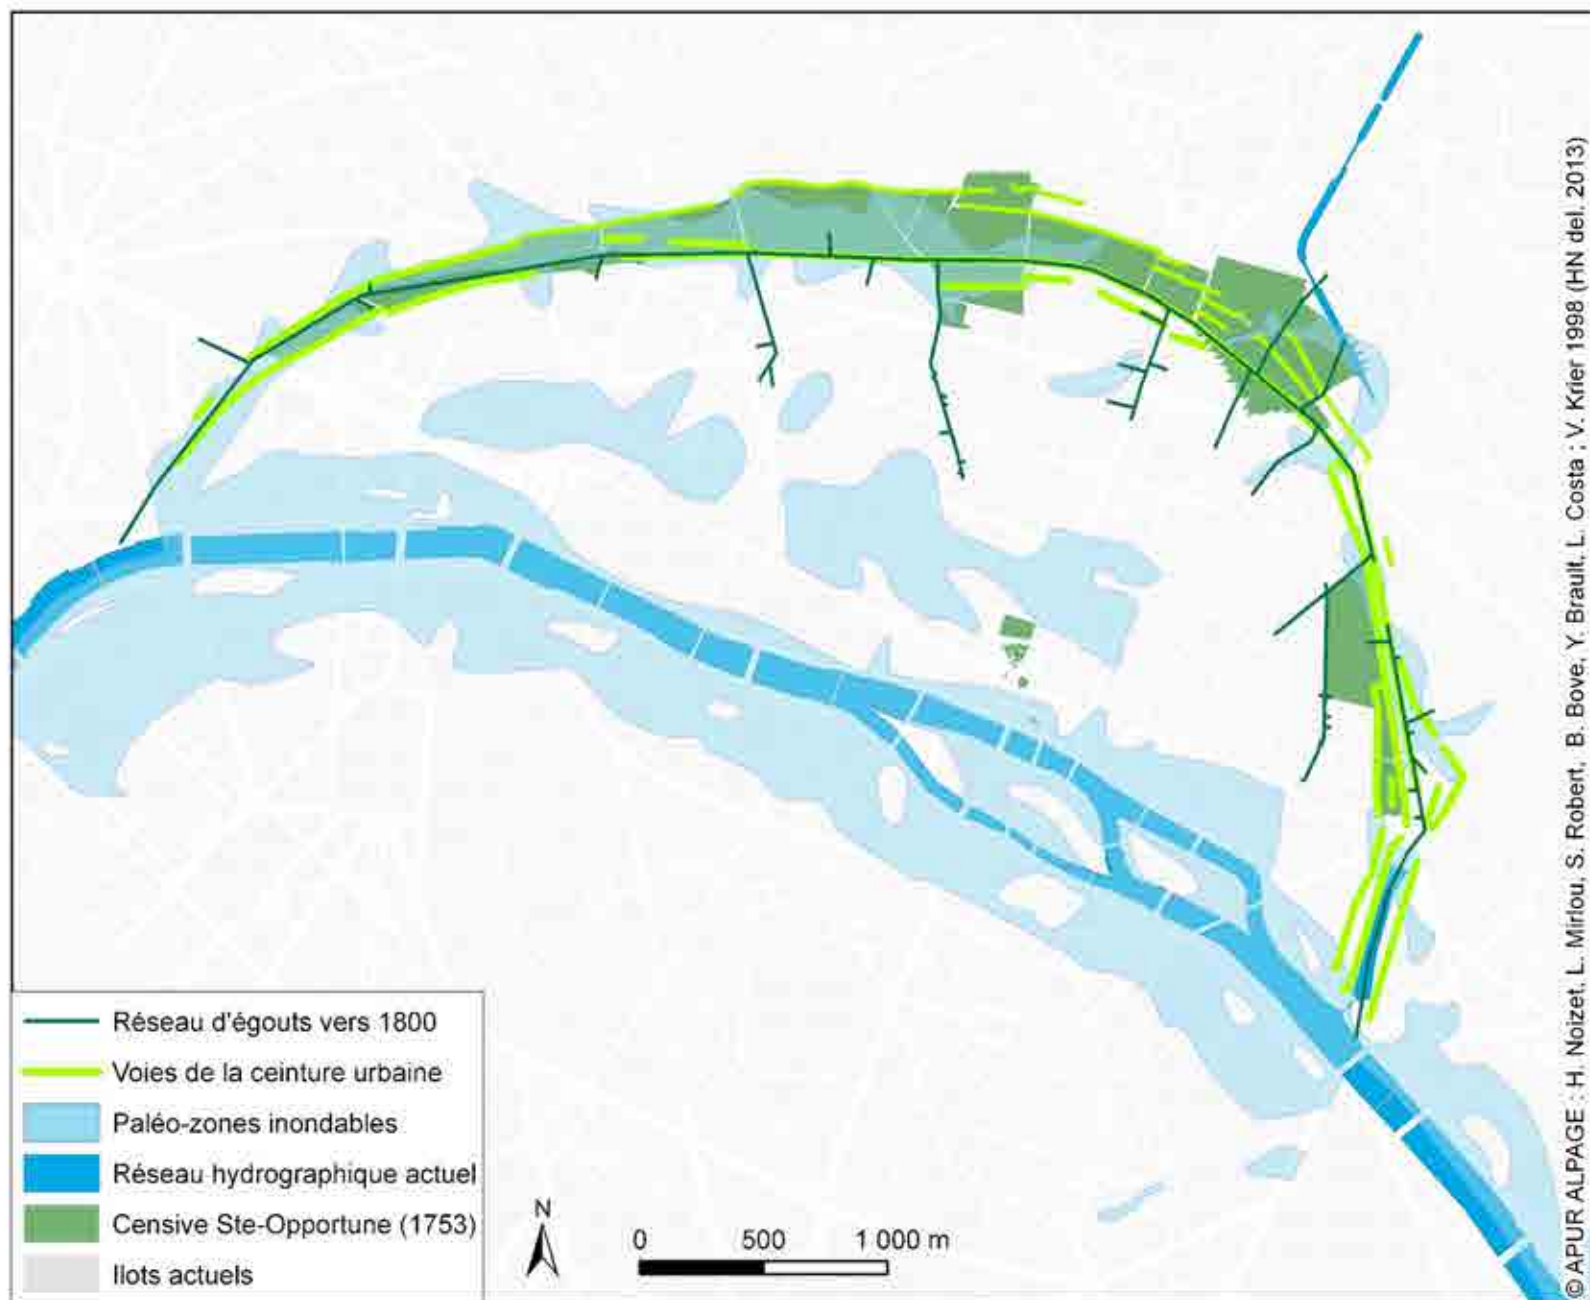 Réseau d'égouts vers 1800
Voies de la ceinture urbaine
Paléo-zones inondables
Réseau hydrographique actuel
Censive Ste-Opportune (1753)
Ilots actuels
N
0 500 1 000 m
© APUR ALPAGE : H. Noizet, L. Mirlou, S. Robert, B. Bove, Y. Brault, L. Costa ; V. Krier 1998 (HN del. 2013)